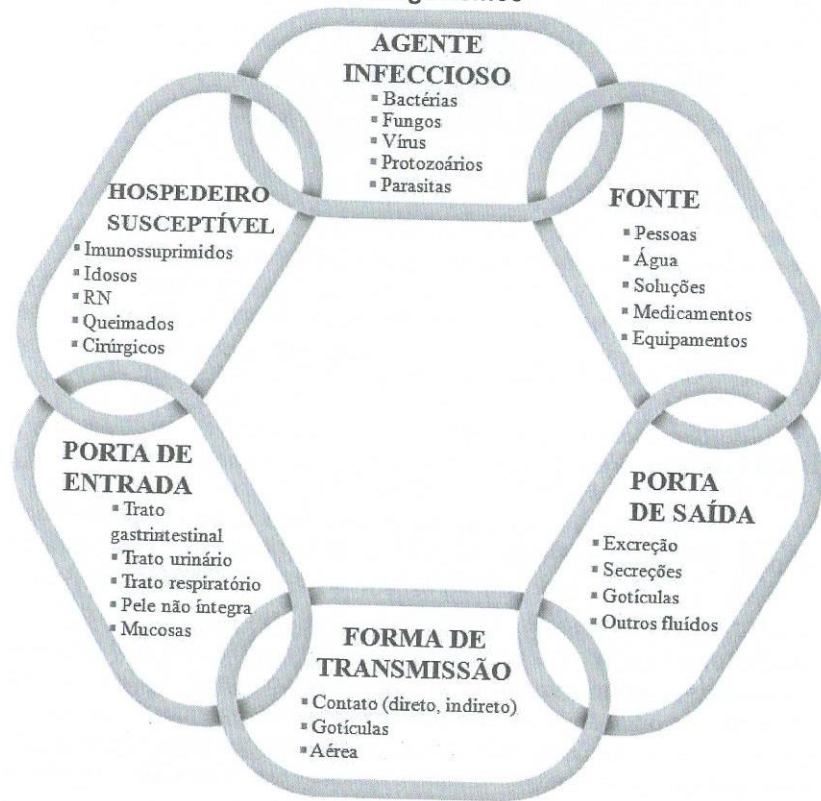 AGENTE
INFECCIOSO
▪ Bactérias
▪ Fungos
▪ Vírus
▪ Protozoários
▪ Parasitas
FONTE
▪ Pessoas
▪ Água
▪ Soluções
▪ Medicamentos
▪ Equipamentos
PORTA
DE SAÍDA
▪ Excreção
▪ Secreções
▪ Gotículas
▪ Outros fluídos
FORMA DE
TRANSMISSÃO
▪ Contato (direto, indireto)
▪ Gotículas
▪ Aérea
PORTA DE
ENTRADA
▪ Trato
gastrintestinal
▪ Trato urinário
▪ Trato respiratório
▪ Pele não íntegra
▪ Mucosas
HOSPEDEIRO
SUSCEPTÍVEL
▪ Imunossuprimidos
▪ Idosos
▪ RN
▪ Queimados
▪ Cirúrgicos